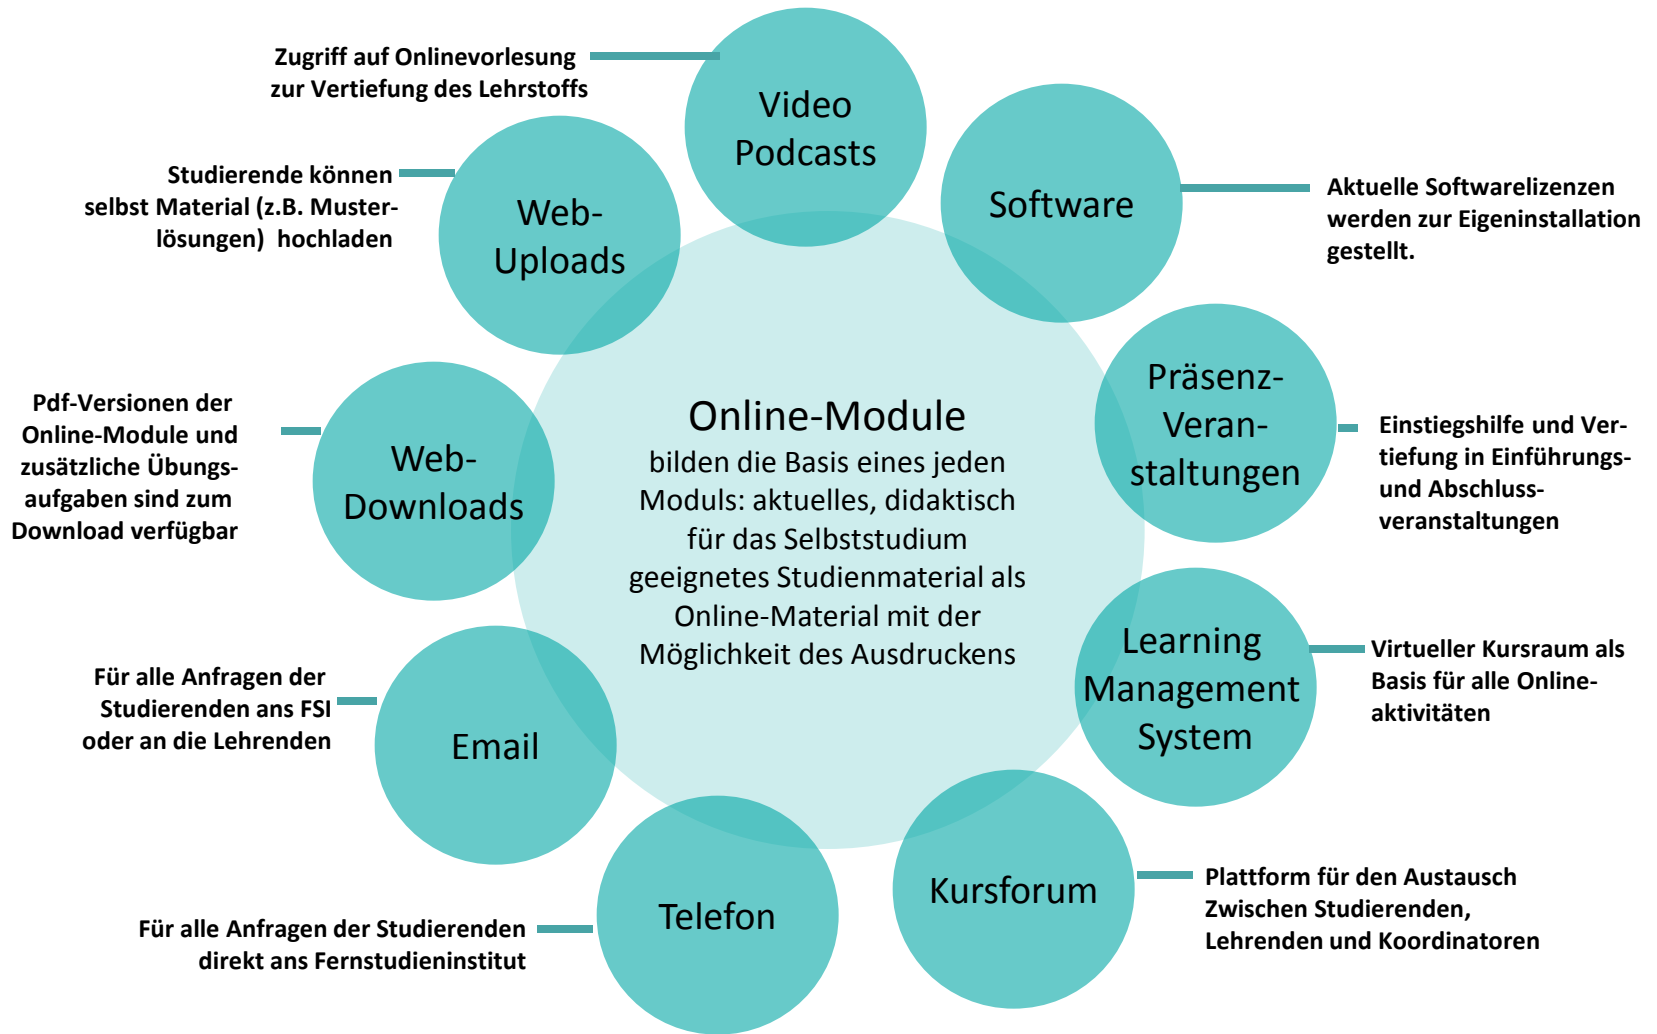 Zugriff auf Onlinevorlesung
zur Vertiefung des Lehrstoffs
Video
Podcasts
Software
Aktuelle Softwarelizenzen
werden zur Eigeninstallation
gestellt.
Studierende können
selbst Material (z.B. Muster-
lösungen)  hochladen
Web-
Uploads
Präsenz-
Veran-
staltungen
Einstiegshilfe und Ver-
tiefung in Einführungs-
und Abschluss-
veranstaltungen
Pdf-Versionen der
Online-Module und
zusätzliche Übungs-
aufgaben sind zum
Download verfügbar
Web-
Downloads
Online-Module
bilden die Basis eines jeden
Moduls: aktuelles, didaktisch
für das Selbststudium
geeignetes Studienmaterial als
Online-Material mit der
Möglichkeit des Ausdruckens
Learning
Management
System
Virtueller Kursraum als
Basis für alle Online-
aktivitäten
Für alle Anfragen der
Studierenden ans FSI
oder an die Lehrenden
Email
Kursforum
Plattform für den Austausch
Zwischen Studierenden,
Lehrenden und Koordinatoren
Telefon
Für alle Anfragen der Studierenden
direkt ans Fernstudieninstitut